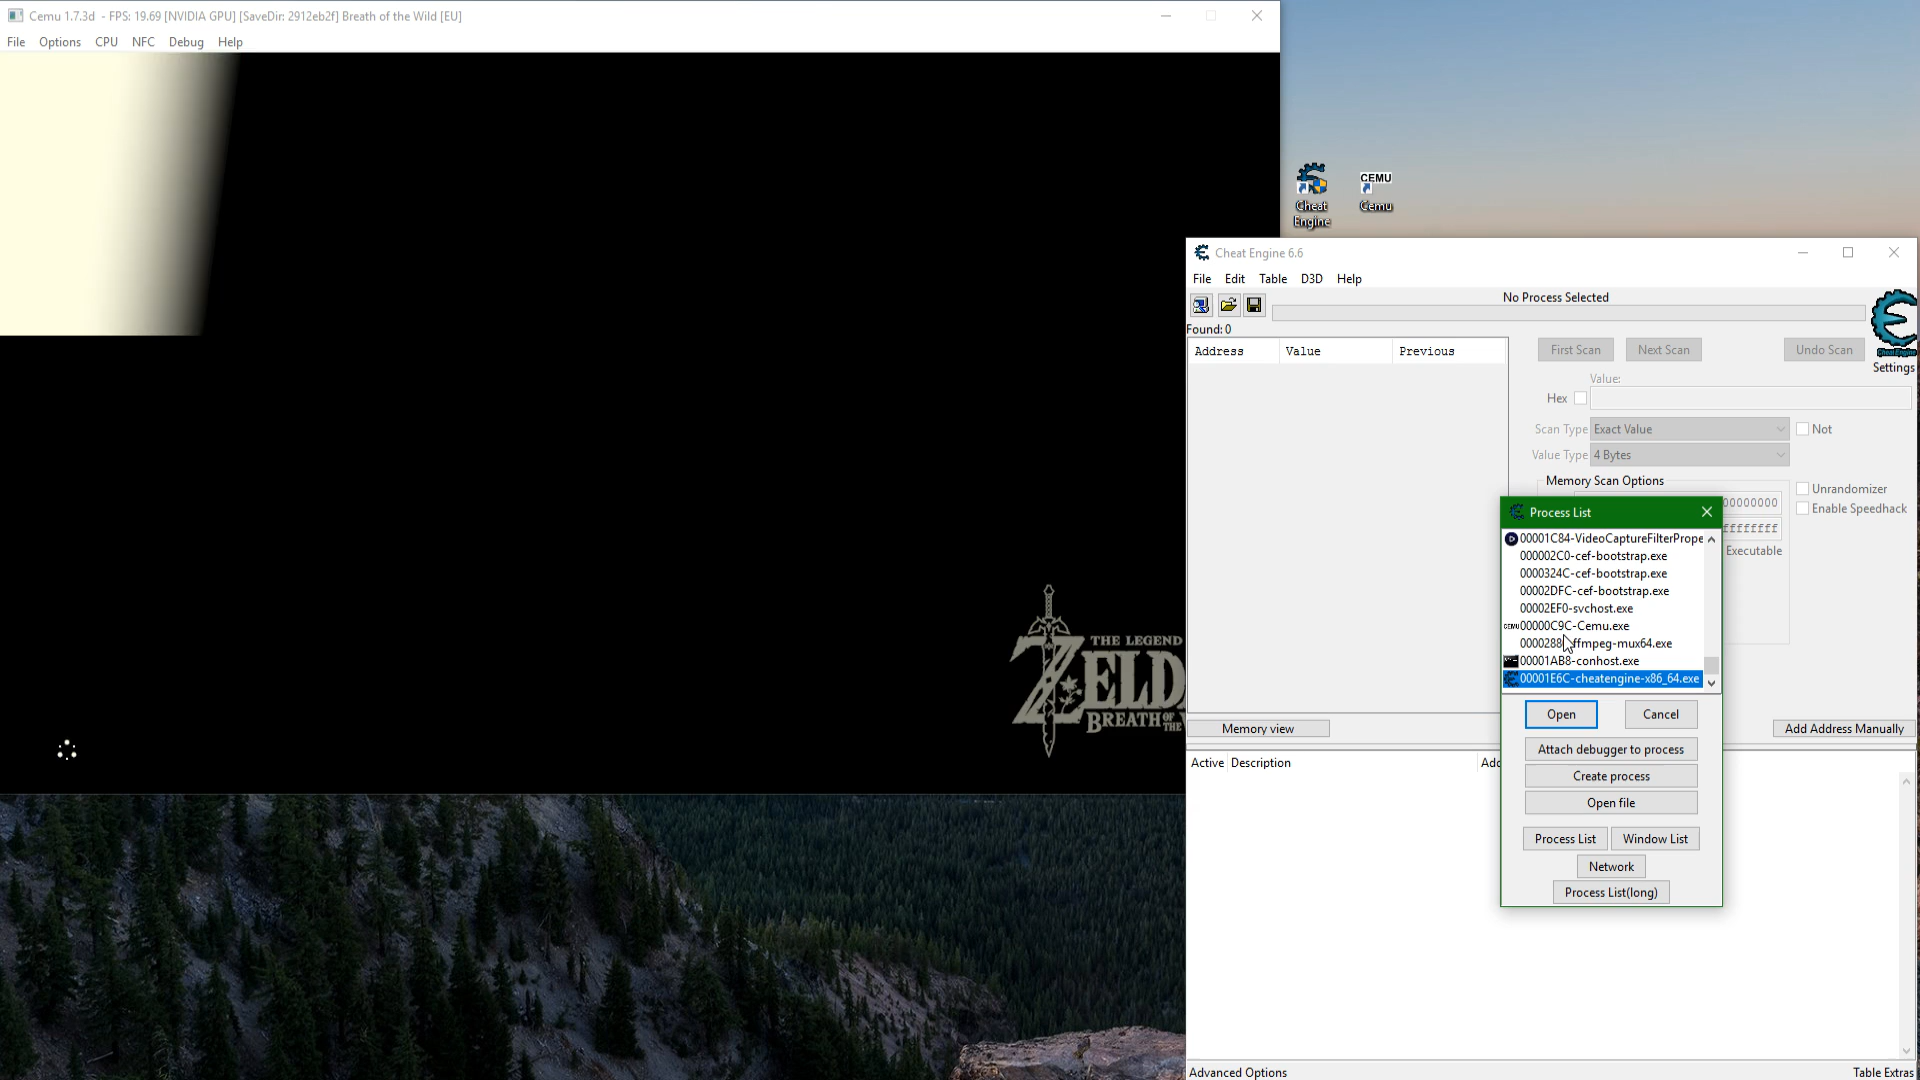 Cemu 1.7.3d - FPS: 19.69 [NVIDIA GPU] [SaveDir: 2912eb2f] Breath of the Wild [EU]
File Options CPU NFC Debug Help
THE LEGEND
ZELD
BREATH OF THE
Cheat Engine
CEMU
Cemu
Cheat Engine 6.6
File Edit Table D3D Help
No Process Selected
Found: 0
Address Value Previous
First Scan Next Scan Undo Scan
Cheat Engine
Settings
Value:
Hex
Scan Type Exact Value Not
Value Type 4 Bytes
Memory Scan Options
00000000
ffffffff
Executable
Unrandomizer
Enable Speedhack
Process List
00001C84-VideoCaptureFilterPrope
000002C0-cef-bootstrap.exe
0000324C-cef-bootstrap.exe
00002DFC-cef-bootstrap.exe
00002EF0-svchost.exe
CEMU 00000C9C-Cemu.exe
0000288 ffmpeg-mux64.exe
00001AB8-conhost.exe
00001E6C-cheatengine-x86_64.exe
Open Cancel
Attach debugger to process
Create process
Open file
Process List Window List
Network
Process List(long)
Memory view
Add Address Manually
Active Description Add
Advanced Options
Table Extras